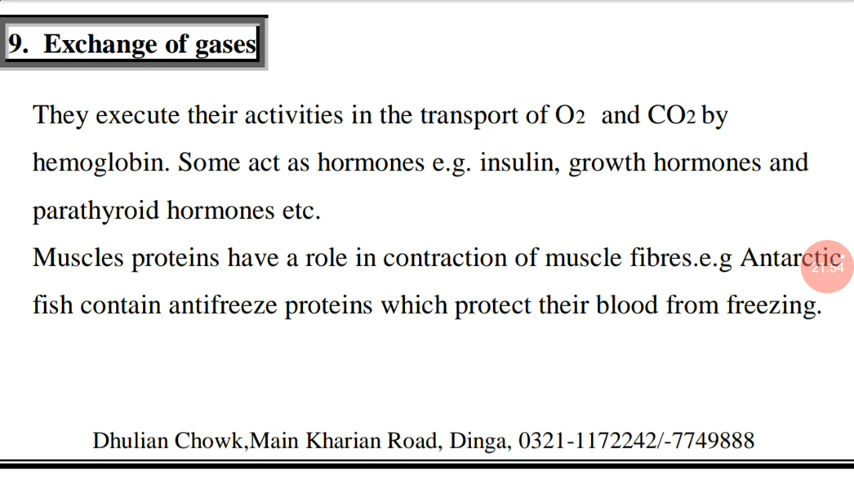 9. Exchange of gases
They execute their activities in the transport of O2 and CO2 by
hemoglobin. Some act as hormones e.g. insulin, growth hormones and
parathyroid hormones etc.
Muscles proteins have a role in contraction of muscle fibres.e.g Antarctic
21:54
fish contain antifreeze proteins which protect their blood from freezing.
Dhulian Chowk,Main Kharian Road, Dinga, 0321-1172242/-7749888